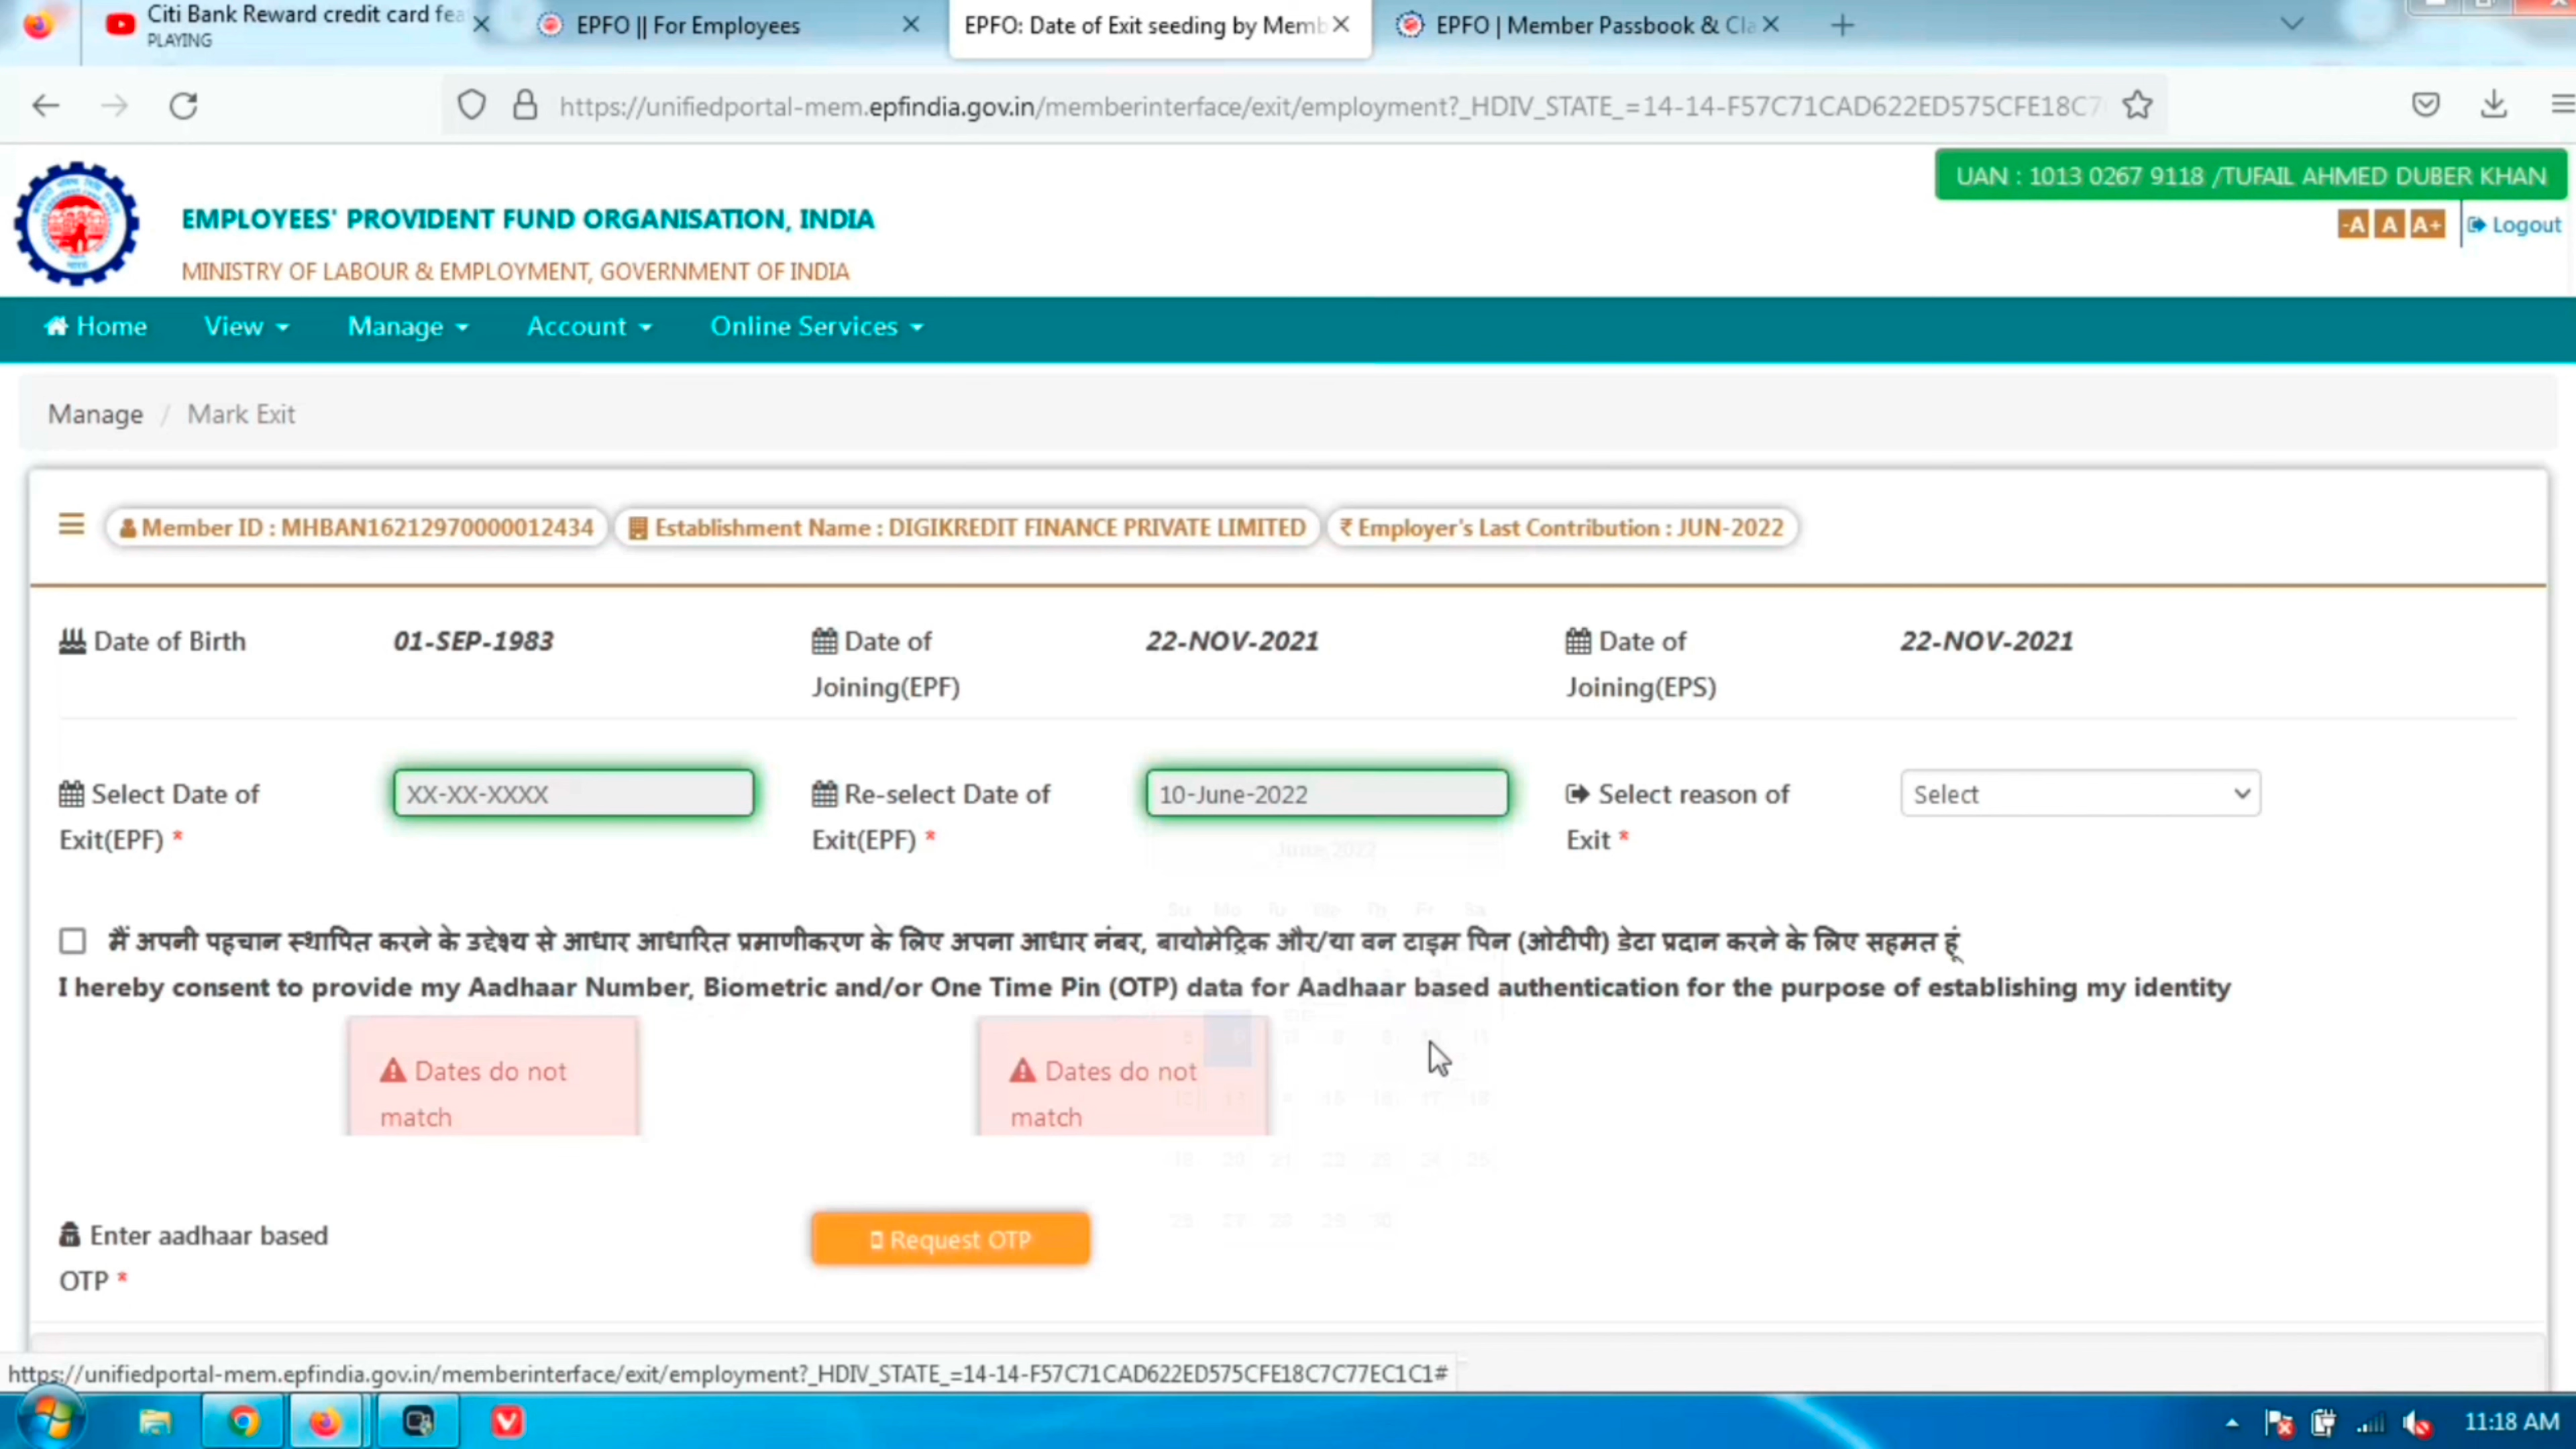 Citi Bank Reward credit card fea
PLAYING
EPFO || For Employees
EPFO: Date of Exit seeding by Memb
EPFO | Member Passbook & Cla
https://unifiedportal-mem.epfindia.gov.in/memberinterface/exit/employment?_HDIV_STATE_=14-14-F57C71CAD622ED575CFE18C7
UAN : 1013 0267 9118 /TUFAIL AHMED DUBER KHAN
EMPLOYEES' PROVIDENT FUND ORGANISATION, INDIA
-A A A+ Logout
MINISTRY OF LABOUR & EMPLOYMENT, GOVERNMENT OF INDIA
Home View Manage Account Online Services
Manage / Mark Exit
Member ID : MHBAN16212970000012434 Establishment Name : DIGIKREDIT FINANCE PRIVATE LIMITED ₹ Employer's Last Contribution : JUN-2022
Date of Birth 01-SEP-1983 Date of 22-NOV-2021 Date of 22-NOV-2021
Joining(EPF) Joining(EPS)
Select Date of XX-XX-XXXX Re-select Date of 10-June-2022 Select reason of Select
Exit(EPF) * Exit(EPF) * Exit *
मैं अपनी पहचान स्थापित करने के उद्देश्य से आधार आधारित प्रमाणीकरण के लिए अपना आधार नंबर, बायोमेट्रिक और/या वन टाइम पिन (ओटीपी) डेटा प्रदान करने के लिए सहमत हूं
I hereby consent to provide my Aadhaar Number, Biometric and/or One Time Pin (OTP) data for Aadhaar based authentication for the purpose of establishing my identity
Dates do not Dates do not
match match
Enter aadhaar based Request OTP
OTP *
https://unifiedportal-mem.epfindia.gov.in/memberinterface/exit/employment?_HDIV_STATE_=14-14-F57C71CAD622ED575CFE18C7C77EC1C1#
11:18 AM